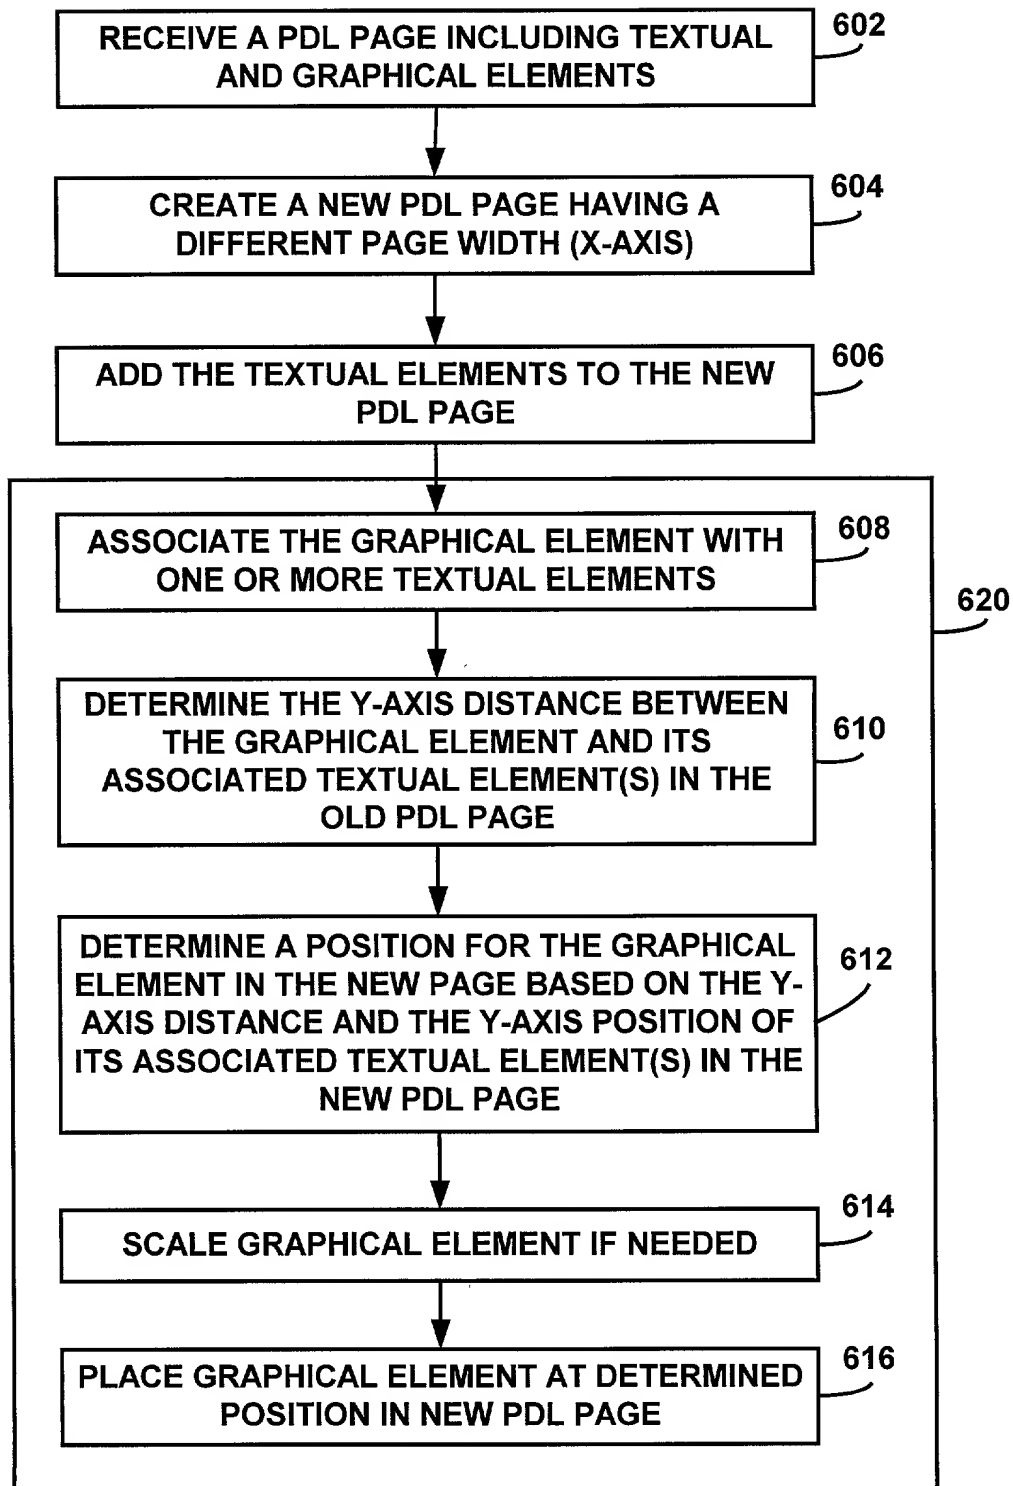 RECEIVE A PDL PAGE INCLUDING TEXTUAL
AND GRAPHICAL ELEMENTS
602
CREATE A NEW PDL PAGE HAVING A
DIFFERENT PAGE WIDTH (X-AXIS)
604
ADD THE TEXTUAL ELEMENTS TO THE NEW
PDL PAGE
606
ASSOCIATE THE GRAPHICAL ELEMENT WITH
ONE OR MORE TEXTUAL ELEMENTS
608
620
DETERMINE THE Y-AXIS DISTANCE BETWEEN
THE GRAPHICAL ELEMENT AND ITS
ASSOCIATED TEXTUAL ELEMENT(S) IN THE
OLD PDL PAGE
610
DETERMINE A POSITION FOR THE GRAPHICAL
ELEMENT IN THE NEW PAGE BASED ON THE Y-
AXIS DISTANCE AND THE Y-AXIS POSITION OF
ITS ASSOCIATED TEXTUAL ELEMENT(S) IN THE
NEW PDL PAGE
612
SCALE GRAPHICAL ELEMENT IF NEEDED
614
PLACE GRAPHICAL ELEMENT AT DETERMINED
POSITION IN NEW PDL PAGE
616